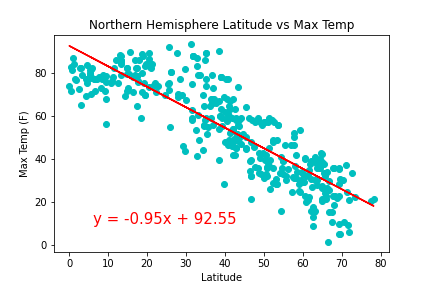 Northern Hemisphere Latitude vs Max Temp
Max Temp (F)
80
60
40
20
0
y = -0.95x + 92.55
0 10 20 30 40 50 60 70 80
Latitude